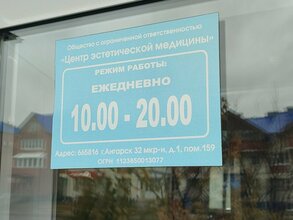 Общество с ограниченной ответственностью
«Центр эстетической медицины»
РЕЖИМ РАБОТЫ:
ЕЖЕДНЕВНО
10.00 - 20.00
Адрес: 665816 г.Ангарск 32 мкр-н, д.1, пом.159
ОГРН 1123850013077